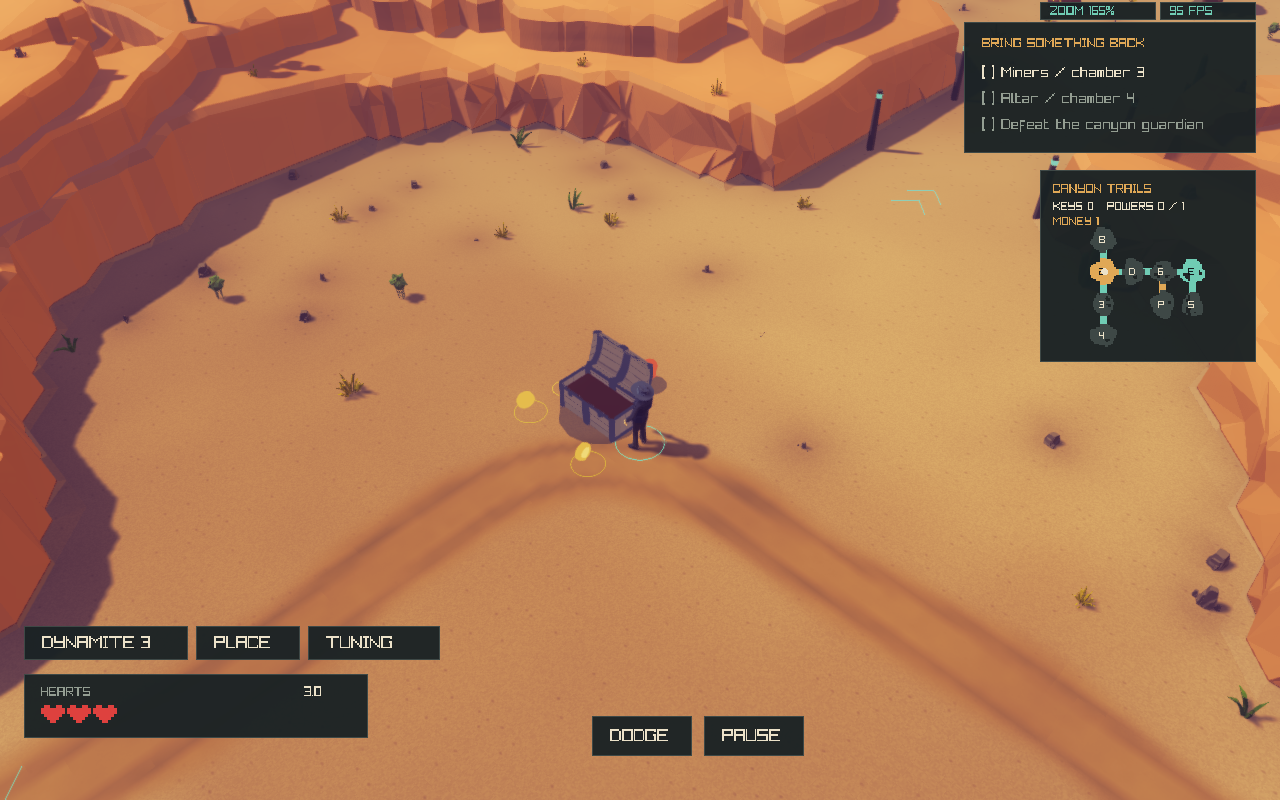 ZOOM 165%
95 FPS
BRING SOMETHING BACK
[ ] Miners / chamber 3
[ ] Altar / chamber 4
[ ] Defeat the canyon guardian
CANYON TRAILS
KEYS 0 POWERS 0 / 1
MONEY 1
B
D 6
3 P S
4
DYNAMITE 3
PLACE
TUNING
HEARTS 3.0
DODGE
PAUSE